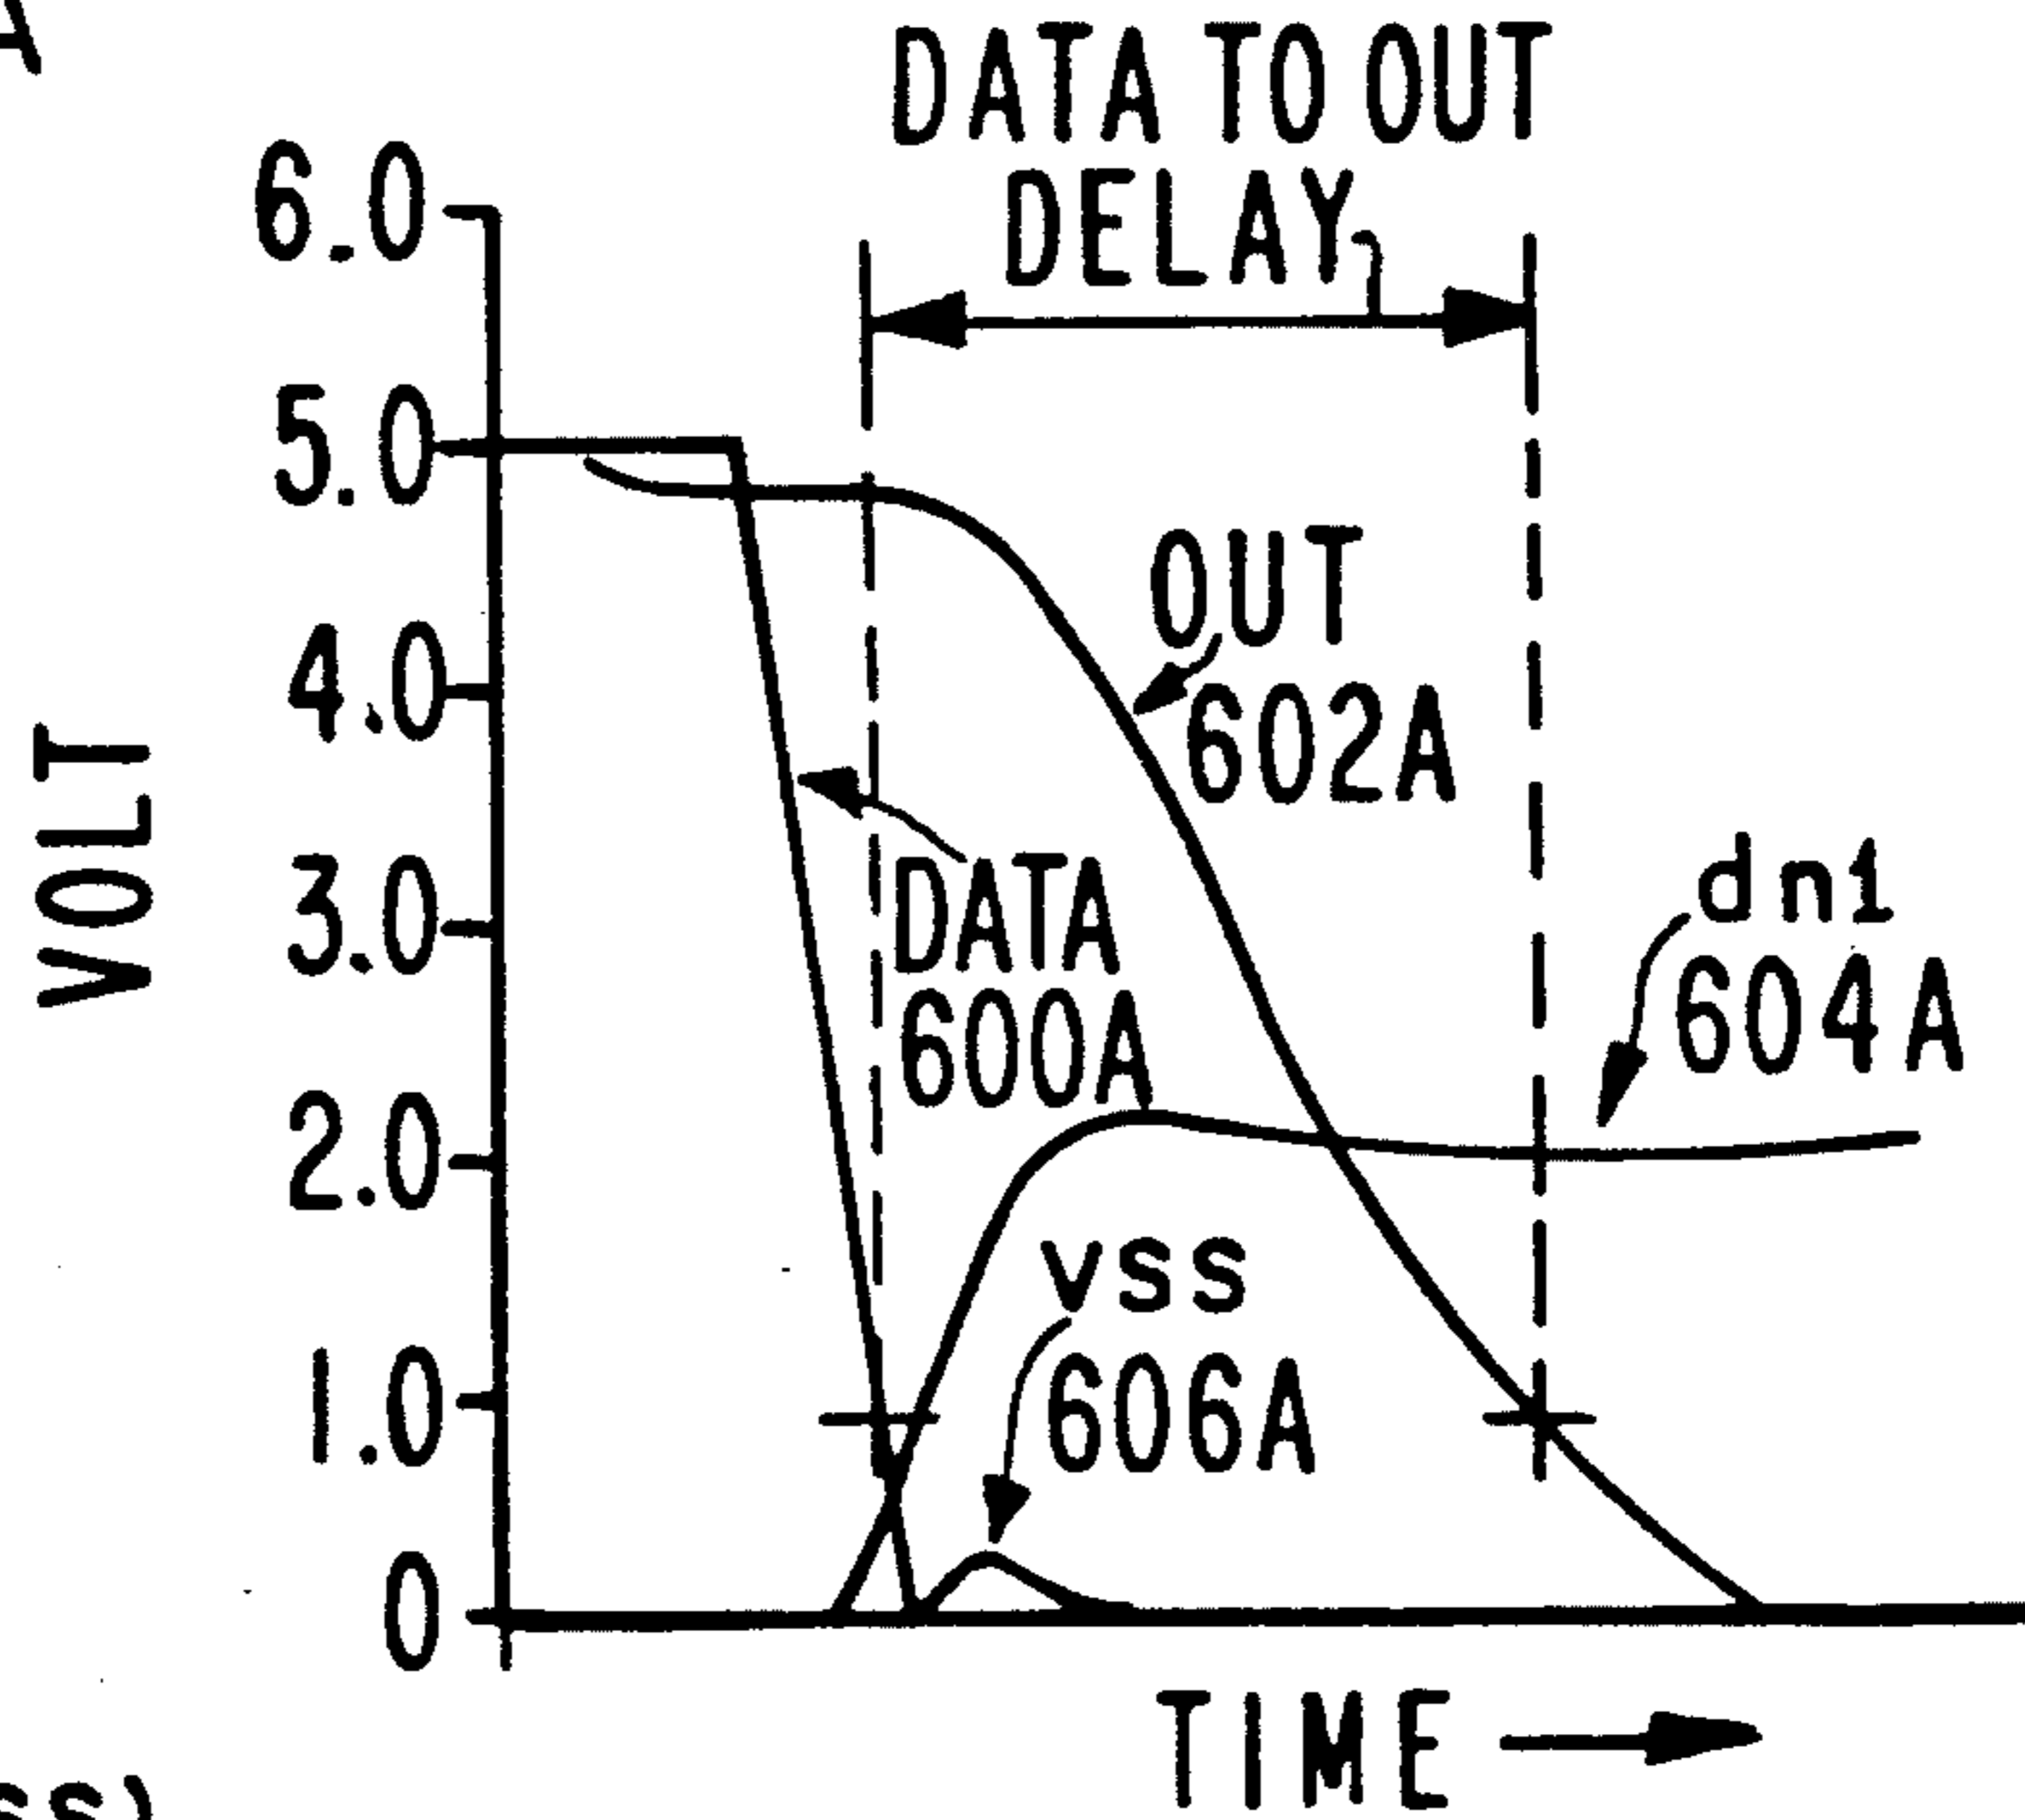 A
DATA TO OUT
DELAY
6.0
5.0
4.0
3.0
2.0
1.0
0
VOLT
OUT
602A
DATA
600A
dn1
604A
vss
606A
TIME
ss)